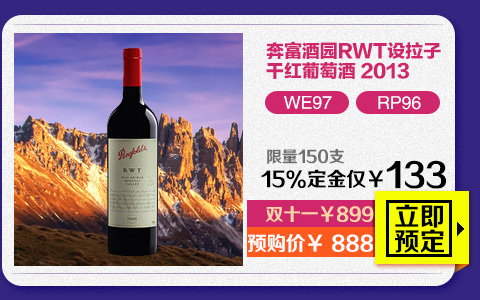 奔富酒园RWT设拉子
干红葡萄酒 2013
WE97
RP96
限量150支
15%定金仅￥133
双十一￥899
预购价￥ 888
立即
预定
Penfolds
RWT